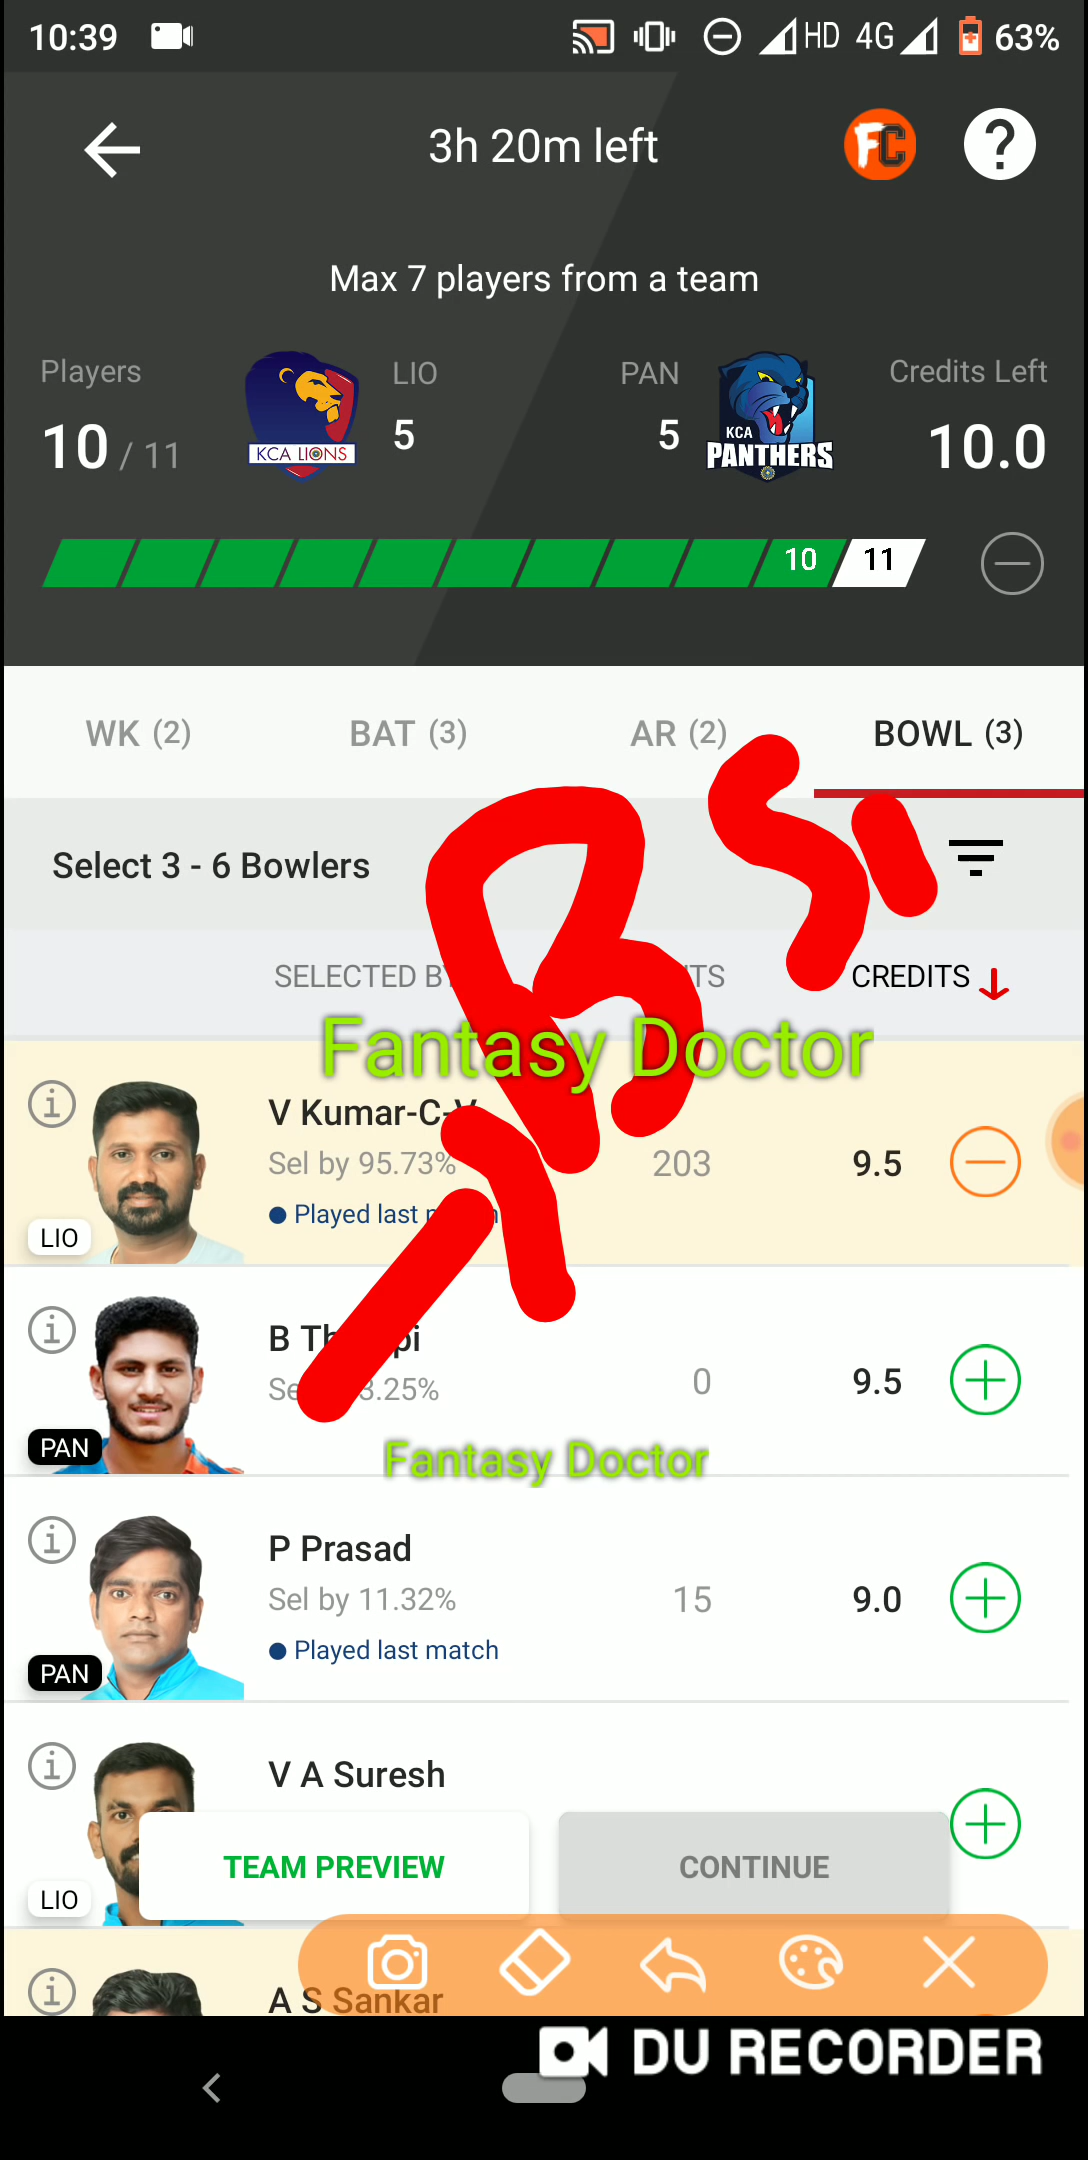 10:39 HD 4G 63%
3h 20m left FC ?
Max 7 players from a team
Players LIO PAN Credits Left
10 / 11 5 5 10.0
KCA LIONS KCA PANTHERS
10 11
WK (2) BAT (3) AR (2) BOWL (3)
Select 3 - 6 Bowlers
SELECTED CREDITS
Fantasy Doctor
V Kumar-C-V
Sel by 95.73% 203 9.5
Played last
LIO
B
0 9.5
PAN
Fantasy Doctor
P Prasad
Sel by 11.32% 15 9.0
Played last match
PAN
V A Suresh
TEAM PREVIEW CONTINUE
LIO
A S Sankar
DU RECORDER